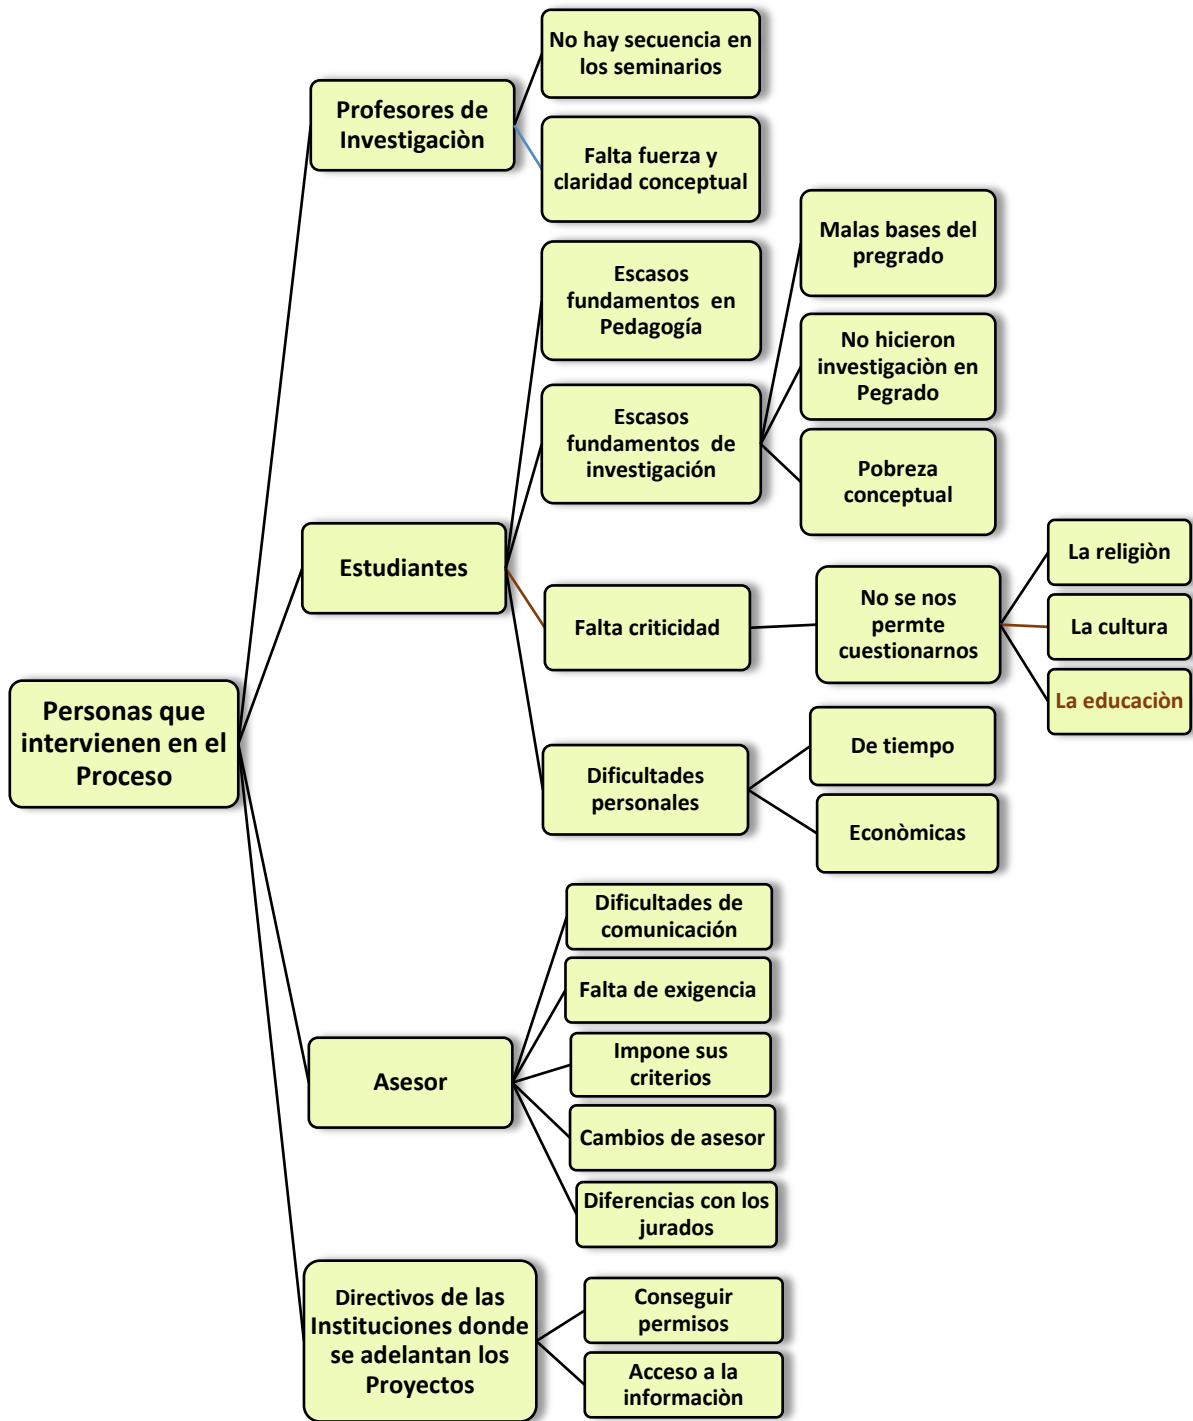 No hay secuencia en
los seminarios
Profesores de
Investigaciòn
Falta fuerza y
claridad conceptual
Malas bases del
pregrado
Escasos
fundamentos en
Pedagogía
No hicieron
investigaciòn en
Pegrado
Escasos
fundamentos de
investigación
Pobreza
conceptual
Estudiantes
La religiòn
Falta criticidad
No se nos
permte
cuestionarnos
La cultura
La educaciòn
Personas que
intervienen en el
Proceso
De tiempo
Dificultades
personales
Econòmicas
Dificultades de
comunicación
Falta de exigencia
Impone sus
criterios
Asesor
Cambios de asesor
Diferencias con los
jurados
Directivos de las
Instituciones donde
se adelantan los
Proyectos
Conseguir
permisos
Acceso a la
informaciòn